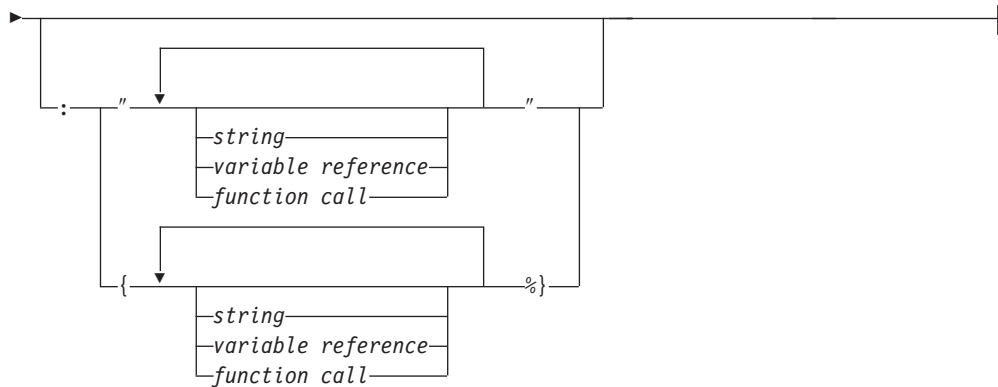 : " "
string
variable reference
function call
{ %}
string
variable reference
function call